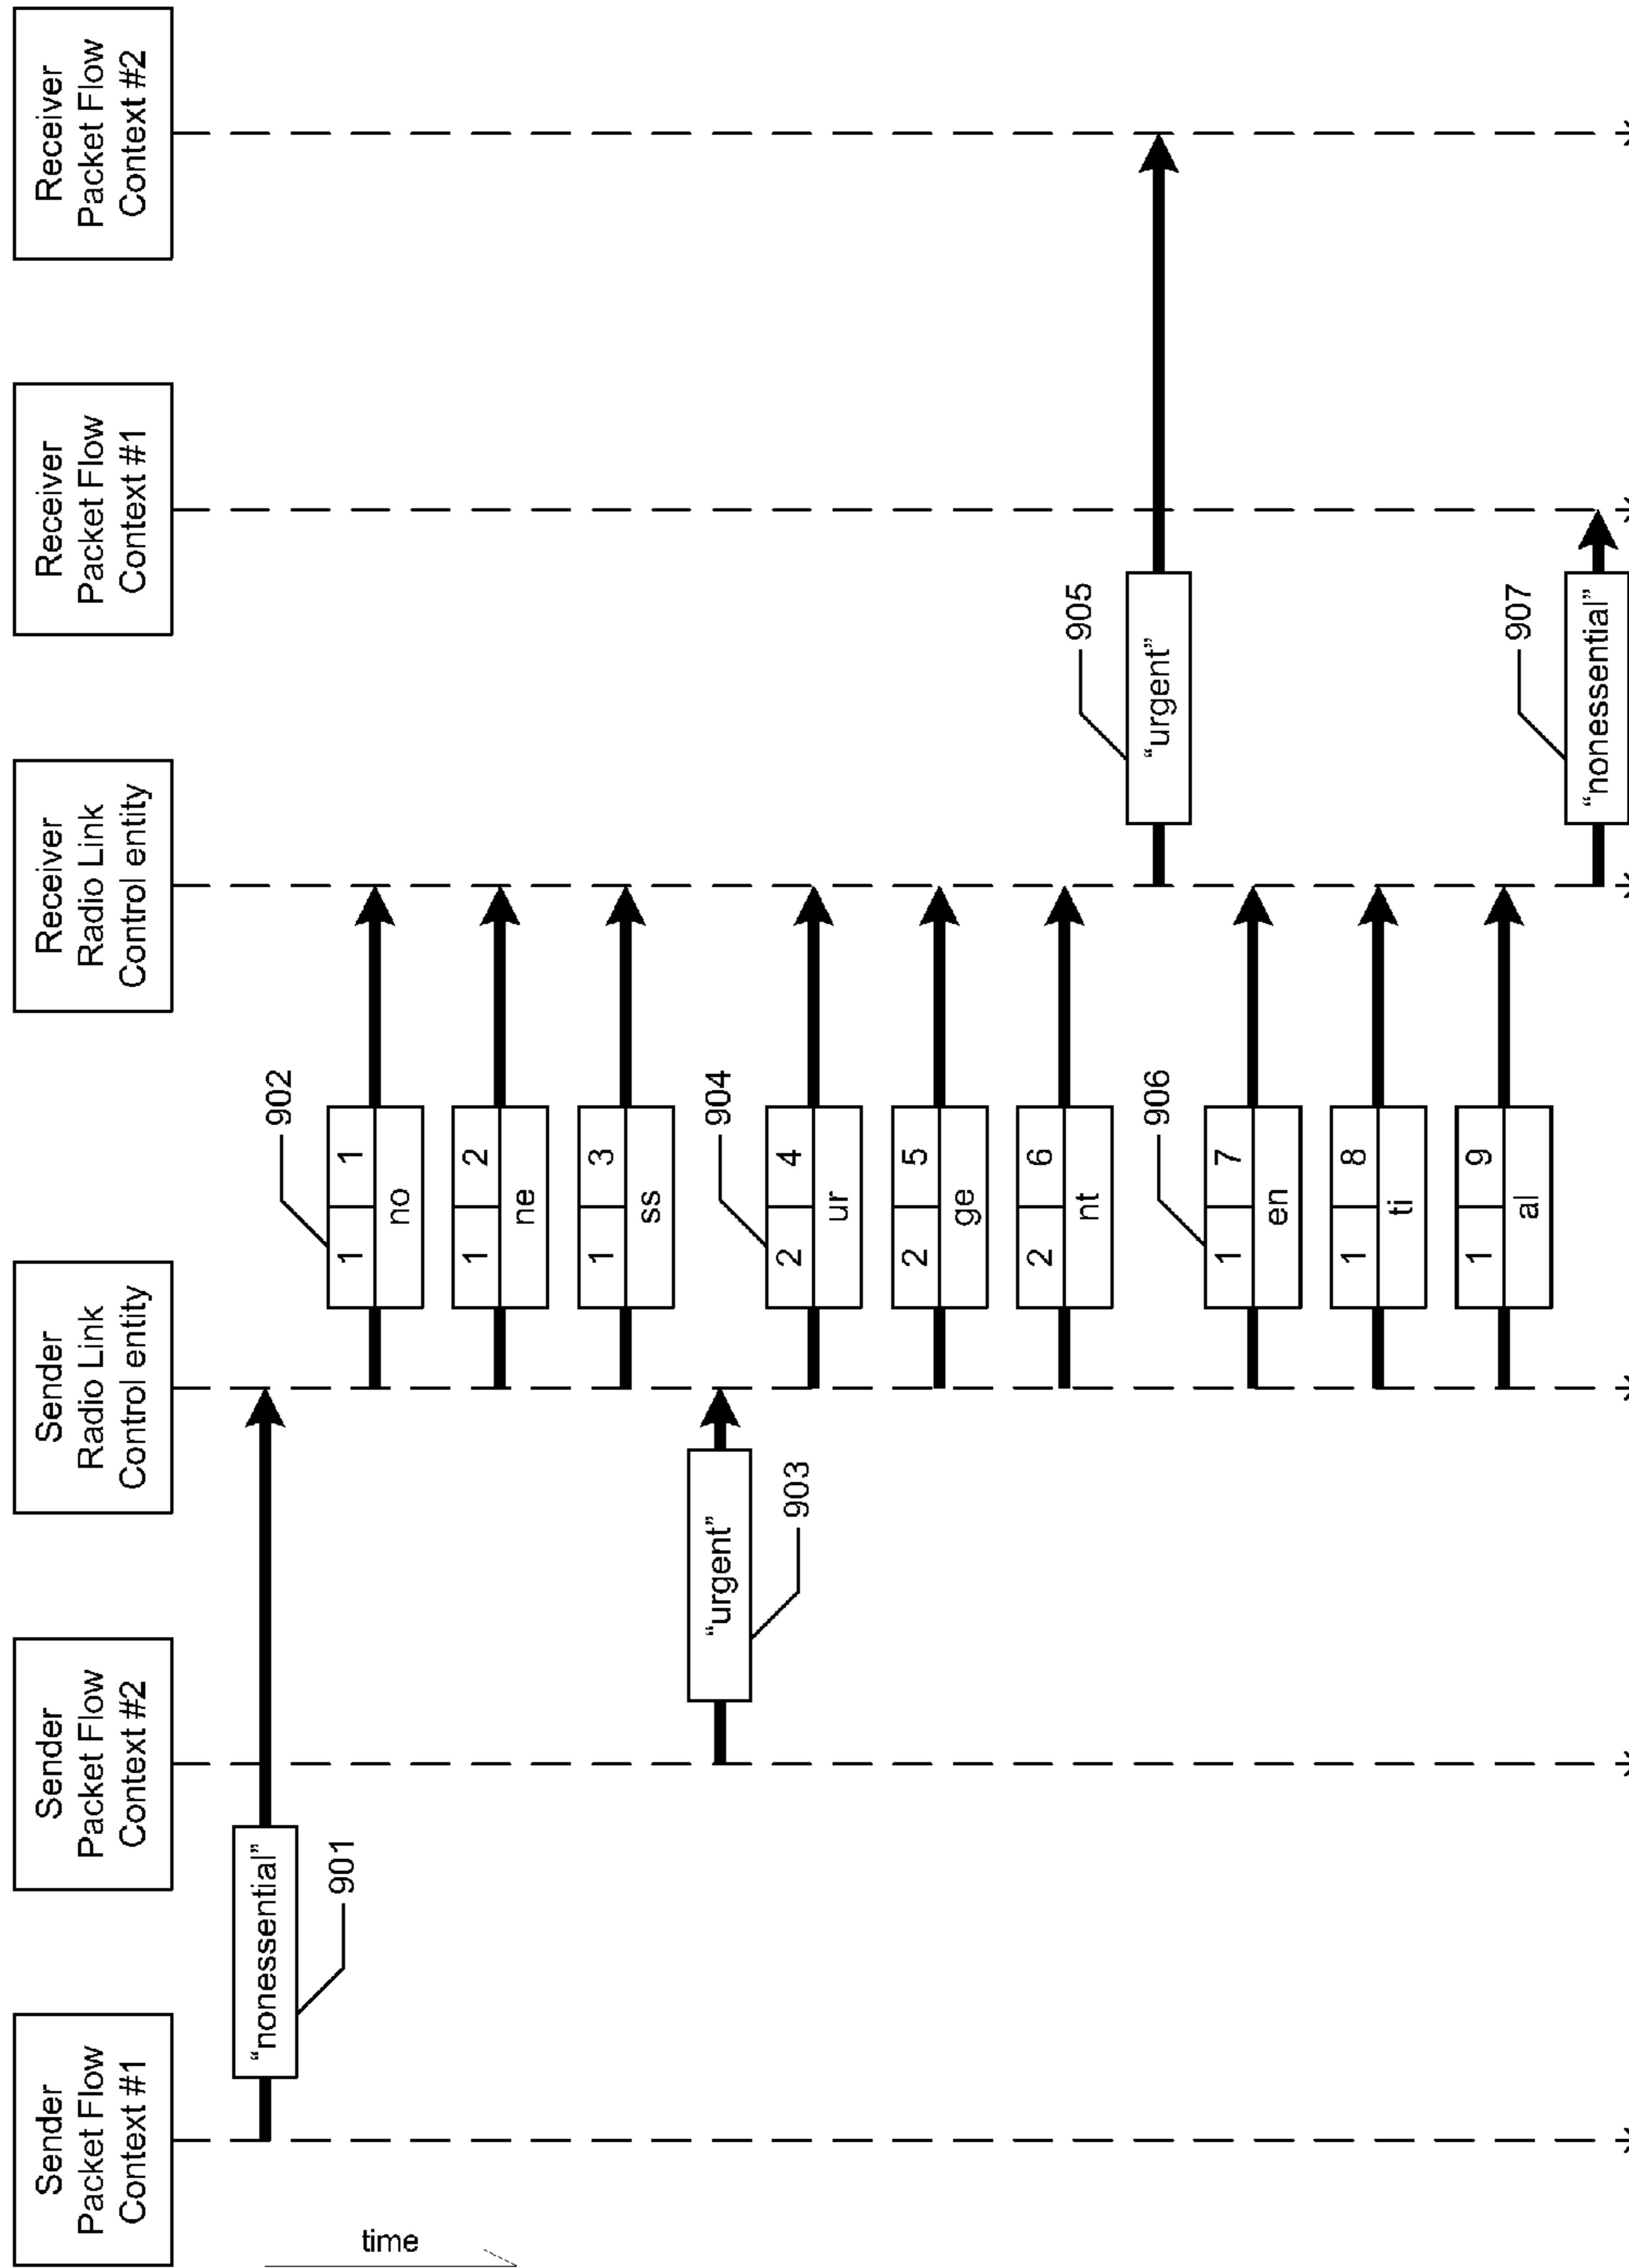 Sender
Packet Flow
Context #1
Sender
Packet Flow
Context #2
Sender
Radio Link
Control entity
Receiver
Radio Link
Control entity
Receiver
Packet Flow
Context #1
Receiver
Packet Flow
Context #2
time
“nonessential”
901
902
1 1
no
1 2
ne
1 3
ss
“urgent”
903
904
2 4
ur
2 5
ge
2 6
nt
905
“urgent”
906
1 7
en
1 8
ti
1 9
al
907
“nonessential”